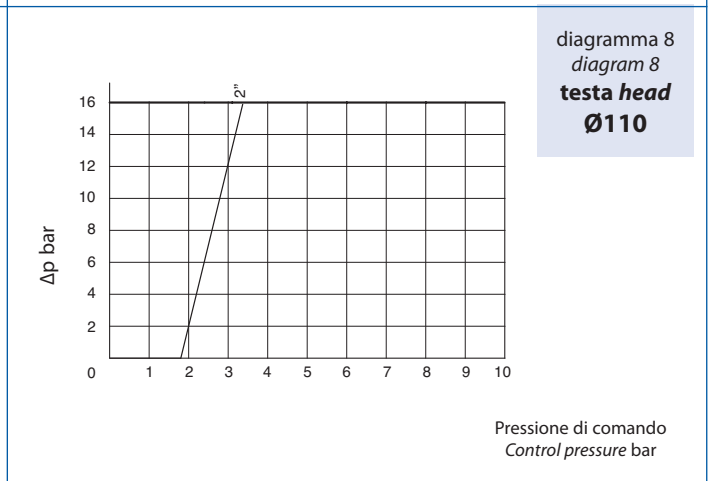 diagramma 8
diagram 8
testa head
Ø110
2”
16
14
12
10
8
6
4
2
0 1 2 3 4 5 6 7 8 9 10
Δp bar
Pressione di comando
Control pressure bar